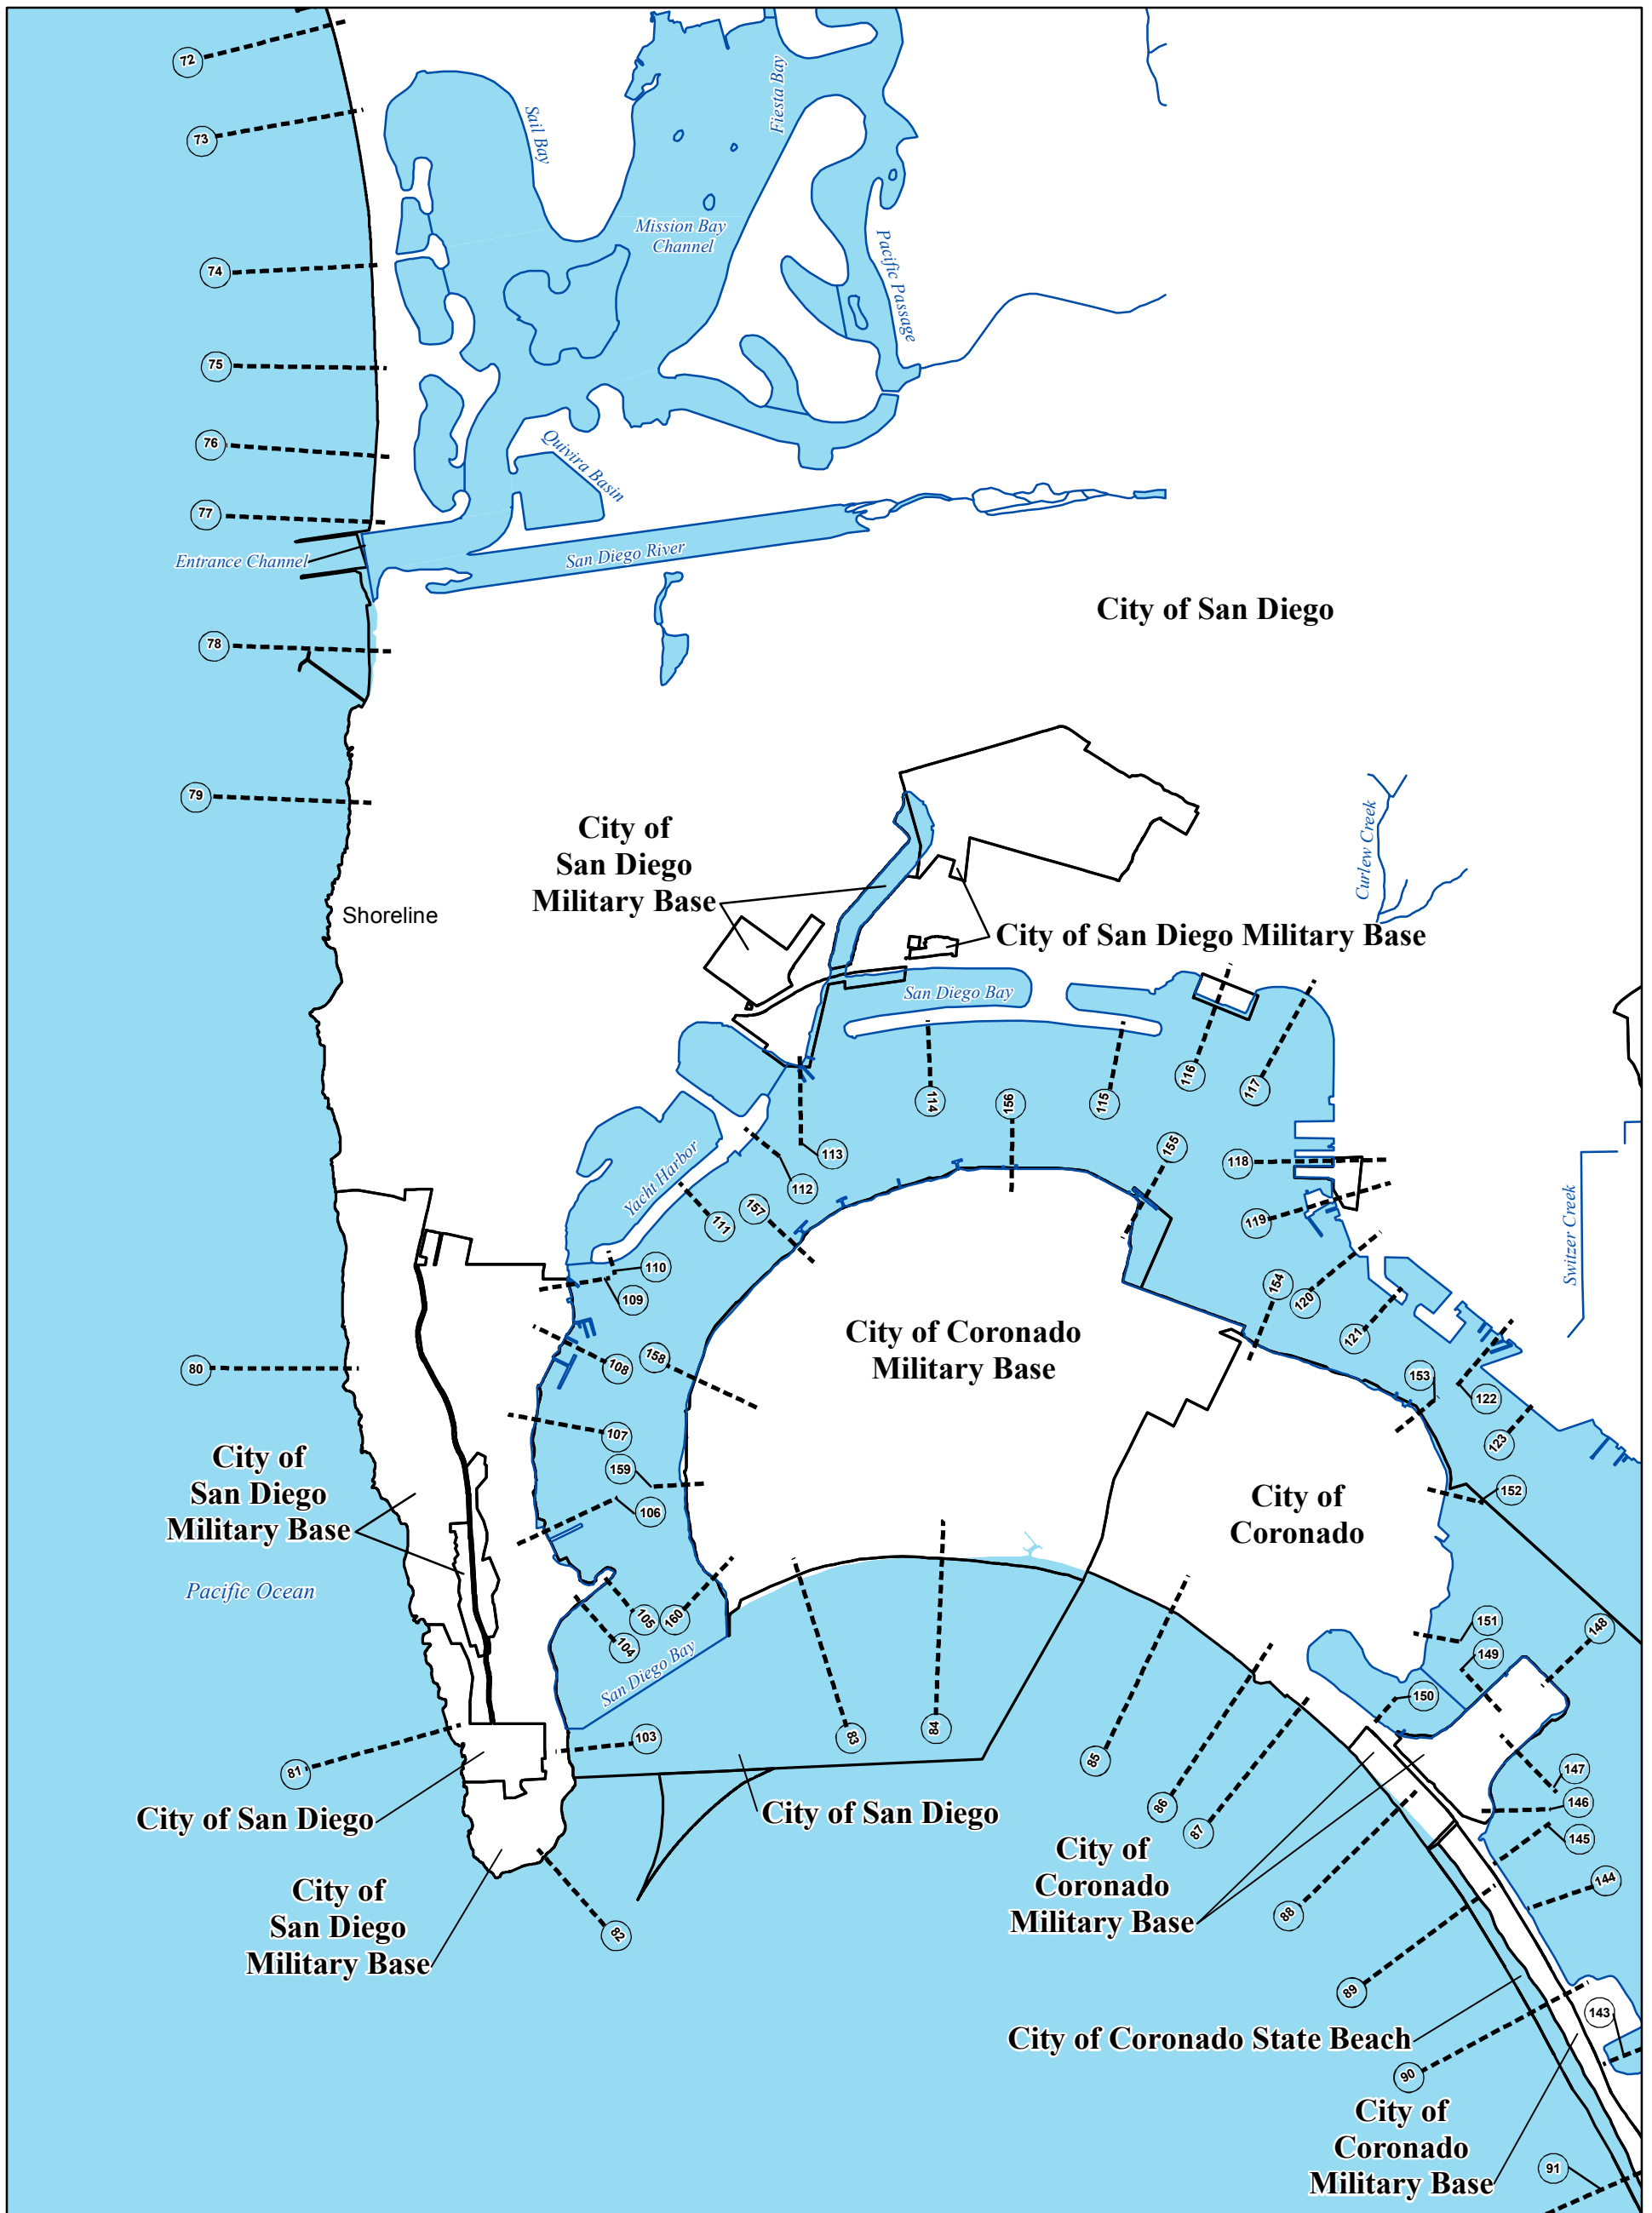 72
73
Sail Bay
Fiesta Bay
Mission Bay
Channel
Pacific Passage
74
75
76
Quivira Basin
77
Entrance Channel
San Diego River
City of San Diego
78
79
City of
San Diego
Military Base
Curlew Creek
Shoreline
City of San Diego Military Base
San Diego Bay
116
117
114
156
115
155
113
118
112
Yacht Harbor
111
157
119
Switzer Creek
110
109
154
120
121
City of Coronado
Military Base
80
108
158
153
122
107
123
City of
San Diego
Military Base
159
106
152
City of
Coronado
Pacific Ocean
105
160
104
151
148
149
San Diego Bay
150
103
83
84
85
81
147
86
146
City of San Diego
City of San Diego
87
145
City of
Coronado
Military Base
144
City of
San Diego
Military Base
88
82
89
143
City of Coronado State Beach
90
City of
Coronado
Military Base
91